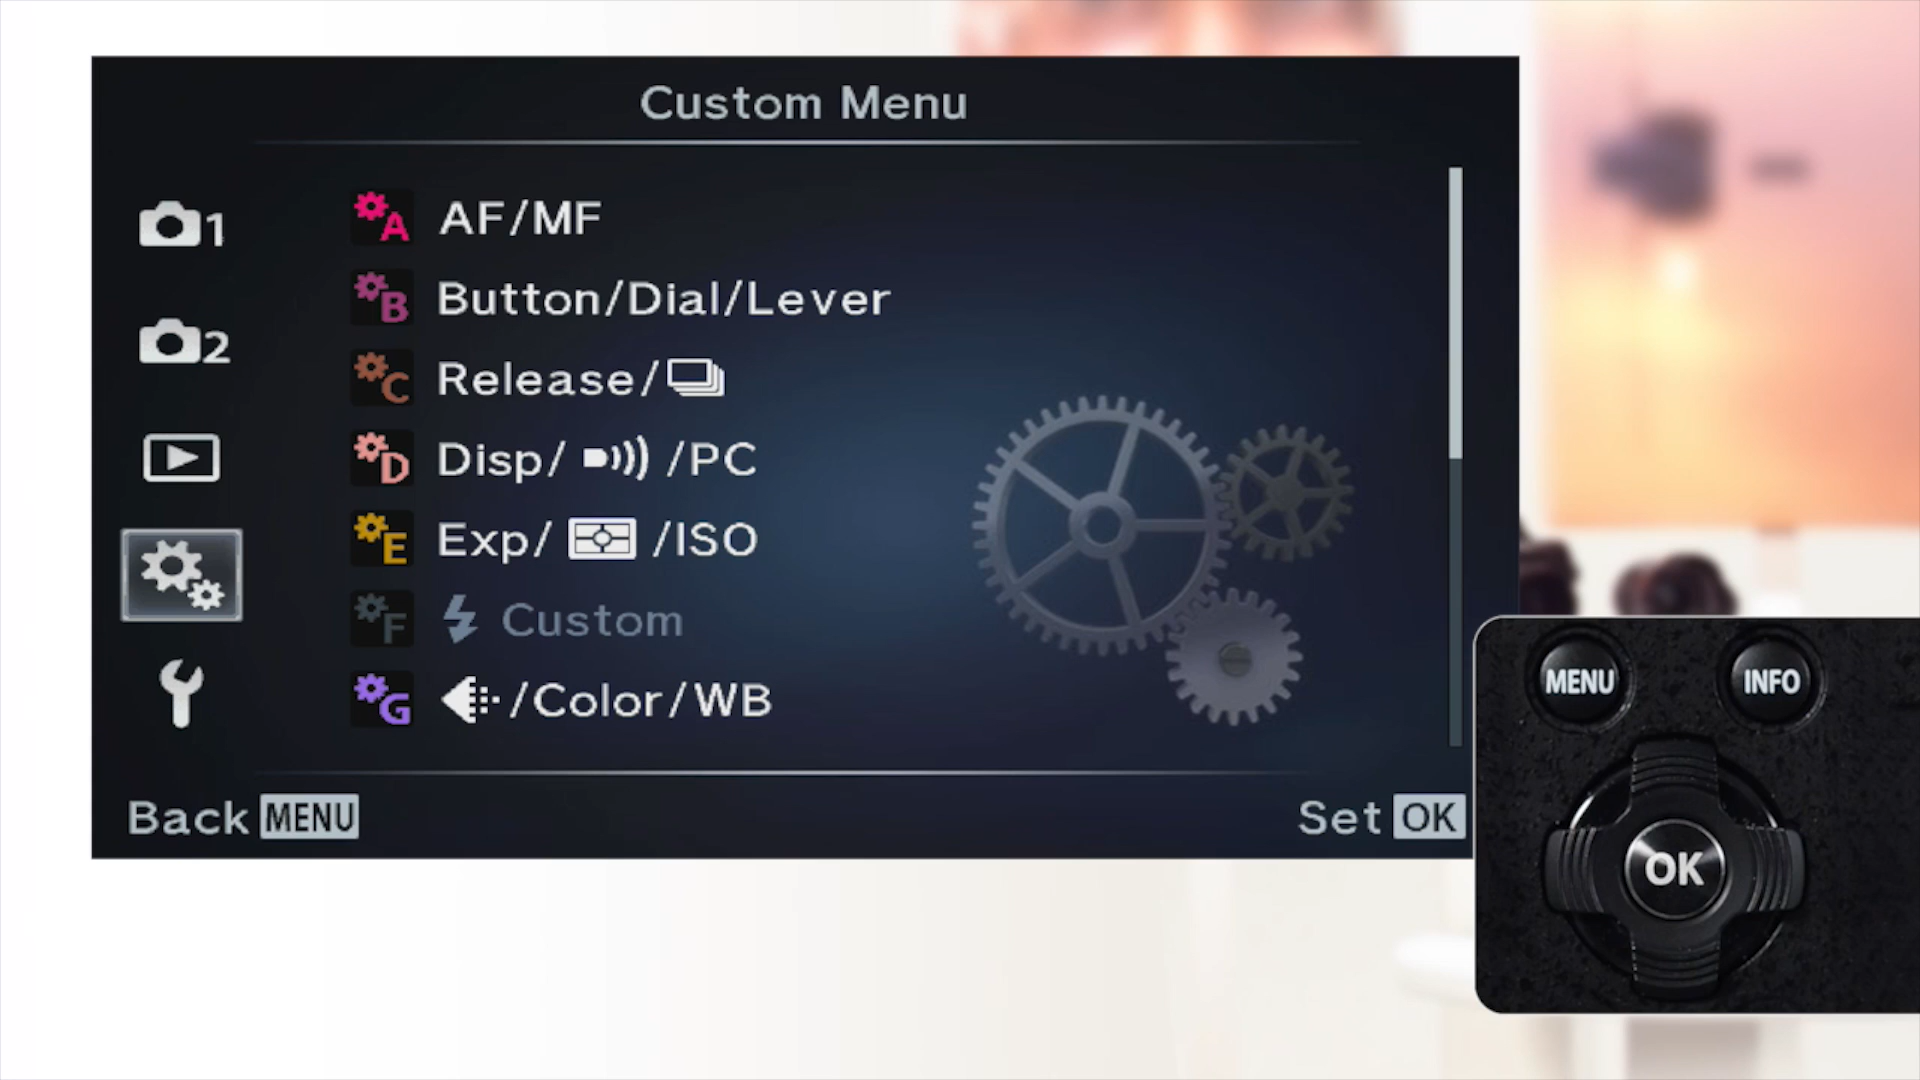 Custom Menu
1
A AF/MF
B Button/Dial/Lever
2
C Release/
D Disp/ /PC
E Exp/ /ISO
F Custom
G /Color/WB
Back MENU
Set OK
MENU
INFO
OK